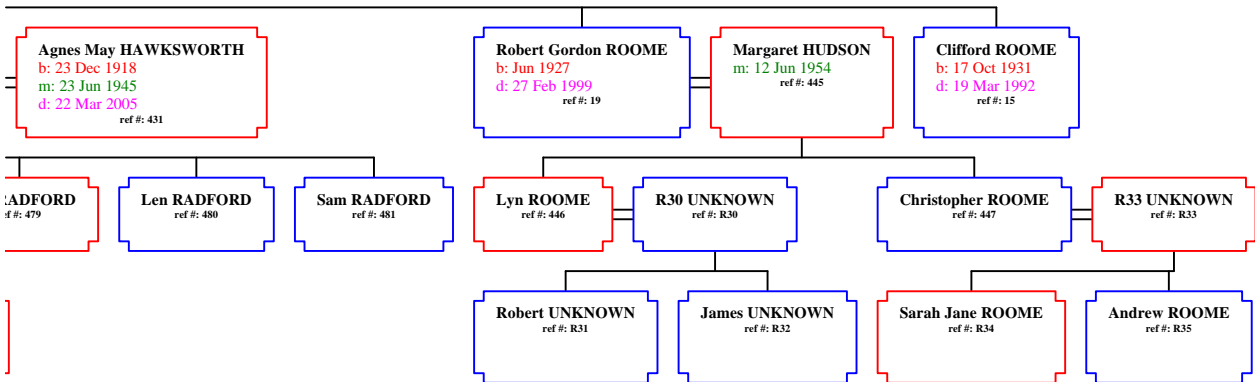 Agnes May HAWKSWORTH
b: 23 Dec 1918
m: 23 Jun 1945
d: 22 Mar 2005
ref #: 431
Robert Gordon ROOME
b: Jun 1927
d: 27 Feb 1999
ref #: 19
Margaret HUDSON
m: 12 Jun 1954
ref #: 445
Clifford ROOME
b: 17 Oct 1931
d: 19 Mar 1992
ref #: 15
RADFORD
ef #: 479
Len RADFORD
ref #: 480
Sam RADFORD
ref #: 481
Lyn ROOME
ref #: 446
R30 UNKNOWN
ref #: R30
Christopher ROOME
ref #: 447
R33 UNKNOWN
ref #: R33
Robert UNKNOWN
ref #: R31
James UNKNOWN
ref #: R32
Sarah Jane ROOME
ref #: R34
Andrew ROOME
ref #: R35